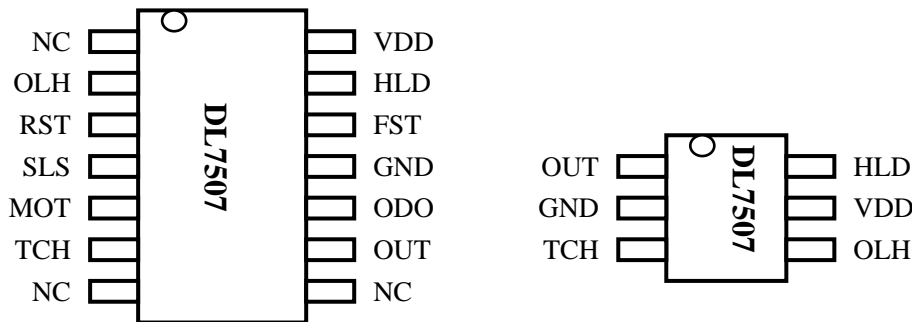 NC VDD
OLH HLD
RST FST
SLS GND
MOT ODO
TCH OUT
NC NC
DL7507
OUT HLD
GND VDD
TCH OLH
DL7507